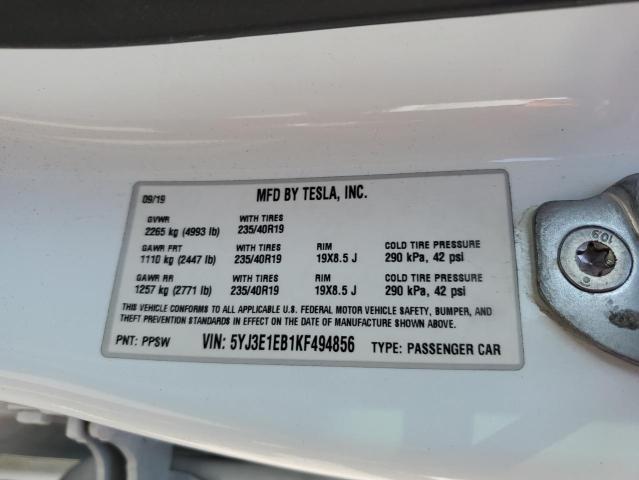 09/19 MFD BY TESLA, INC.
GVWR WITH TIRES
2265 kg (4993 lb) 235/40R19
GAWR FRT WITH TIRES RIM COLD TIRE PRESSURE
1110 kg (2447 lb) 235/40R19 19X8.5 J 290 kPa, 42 psi
GAWR RR WITH TIRES RIM COLD TIRE PRESSURE
1257 kg (2771 lb) 235/40R19 19X8.5 J 290 kPa, 42 psi
THIS VEHICLE CONFORMS TO ALL APPLICABLE U.S. FEDERAL MOTOR VEHICLE SAFETY, BUMPER, AND
THEFT PREVENTION STANDARDS IN EFFECT ON THE DATE OF MANUFACTURE SHOWN ABOVE.
PNT: PPSW VIN: 5YJ3E1EB1KF494856 TYPE: PASSENGER CAR
10.9